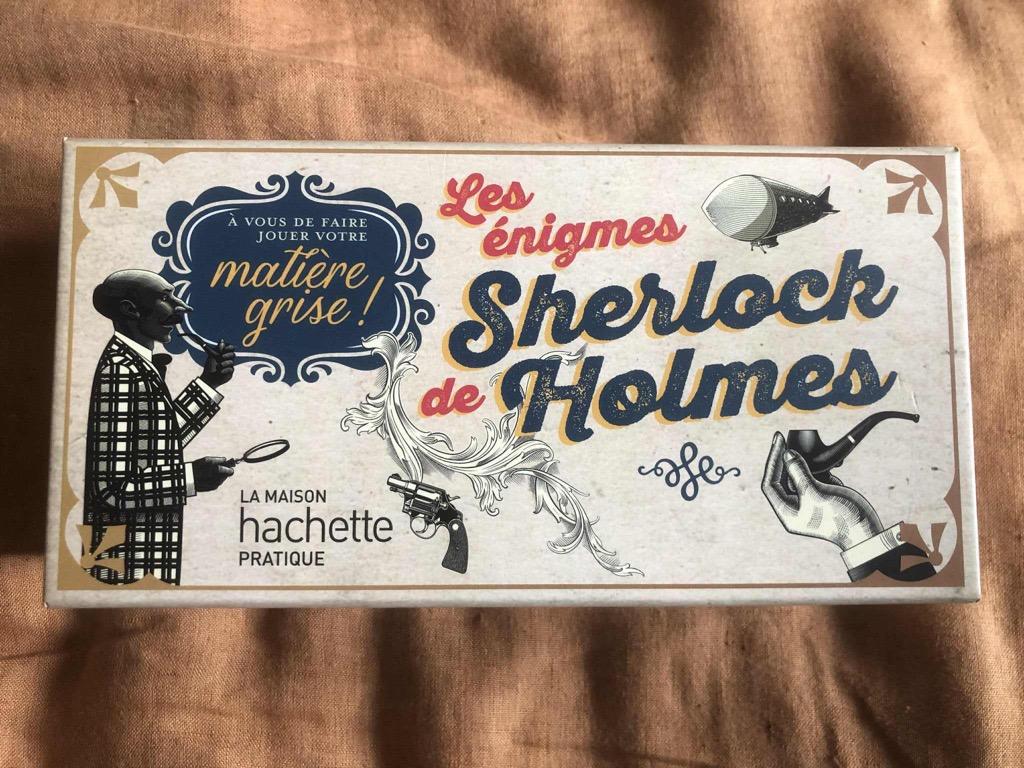 À VOUS DE FAIRE
JOUER VOTRE
matière
grise !
Les
énigmes
Sherlock
de Holmes
LA MAISON
hachette
PRATIQUE